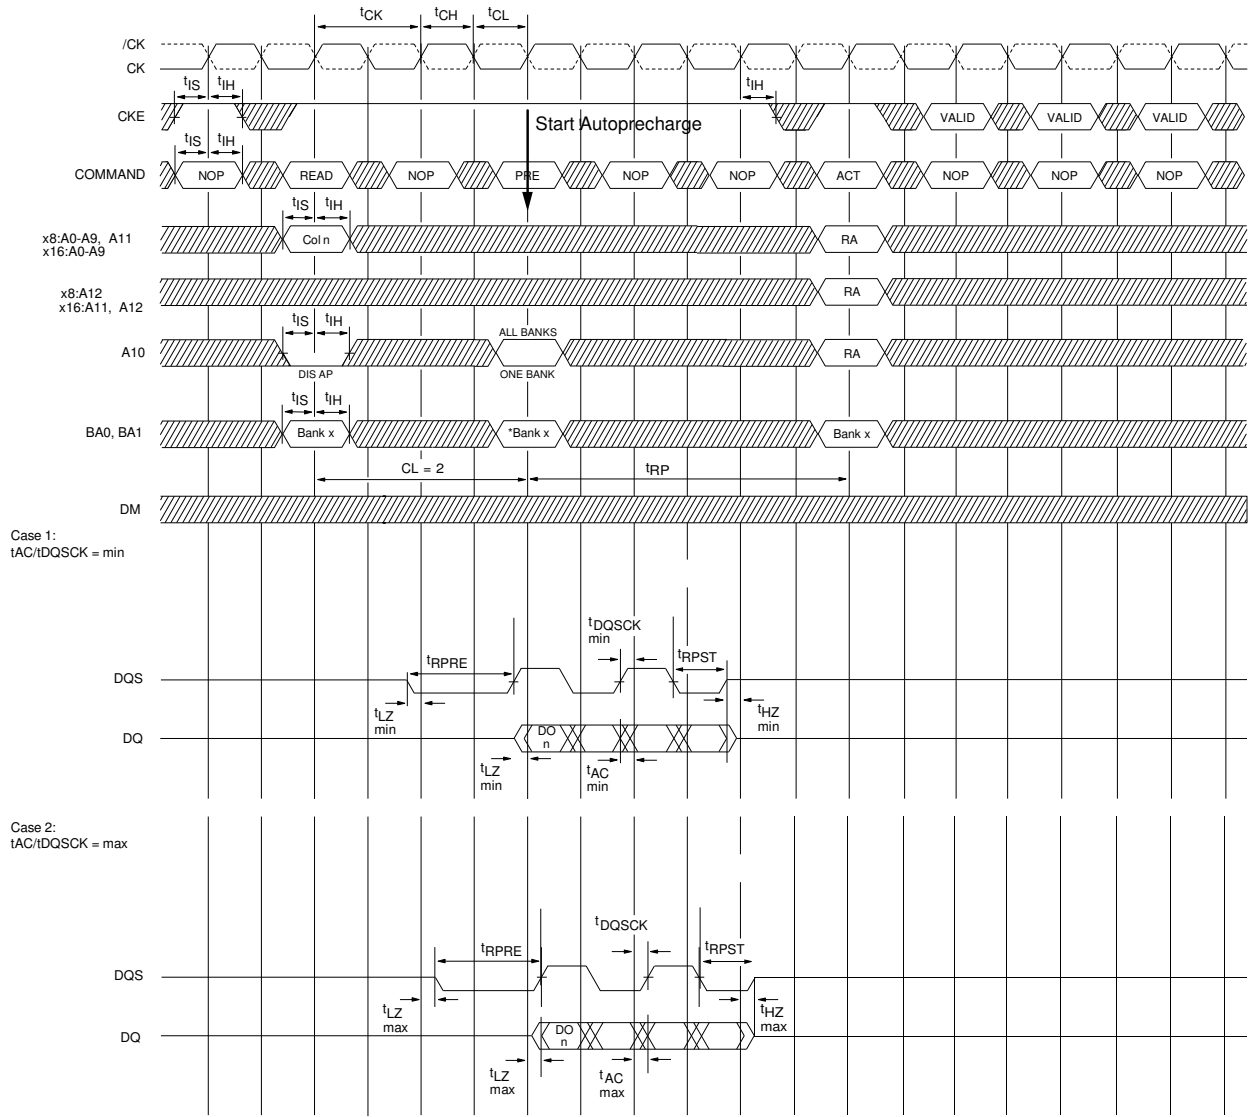 tCK tCH tCL
/CK
CK
tIS tIH tIH
CKE VALID VALID VALID
Start Autoprecharge
tIS tIH
COMMAND NOP READ NOP PRE NOP NOP ACT NOP NOP NOP
tIS tIH
x8:A0-A9, A11 Col n RA
x16:A0-A9
x8:A12 RA
x16:A11, A12
tIS tIH ALL BANKS
A10 RA
DIS AP ONE BANK
tIS tIH
BA0, BA1 Bank x *Bank x Bank x
CL = 2 tRP
DM
Case 1:
tAC/tDQSCK = min
tDQSCK
min
tRPRE tRPST
DQS
tLZ tHZ
min min
DQ DO
n
tLZ tAC
min min
Case 2:
tAC/tDQSCK = max
tDQSCK
tRPRE tRPST
DQS
tLZ tHZ
max max
DQ DO
n
tLZ tAC
max max